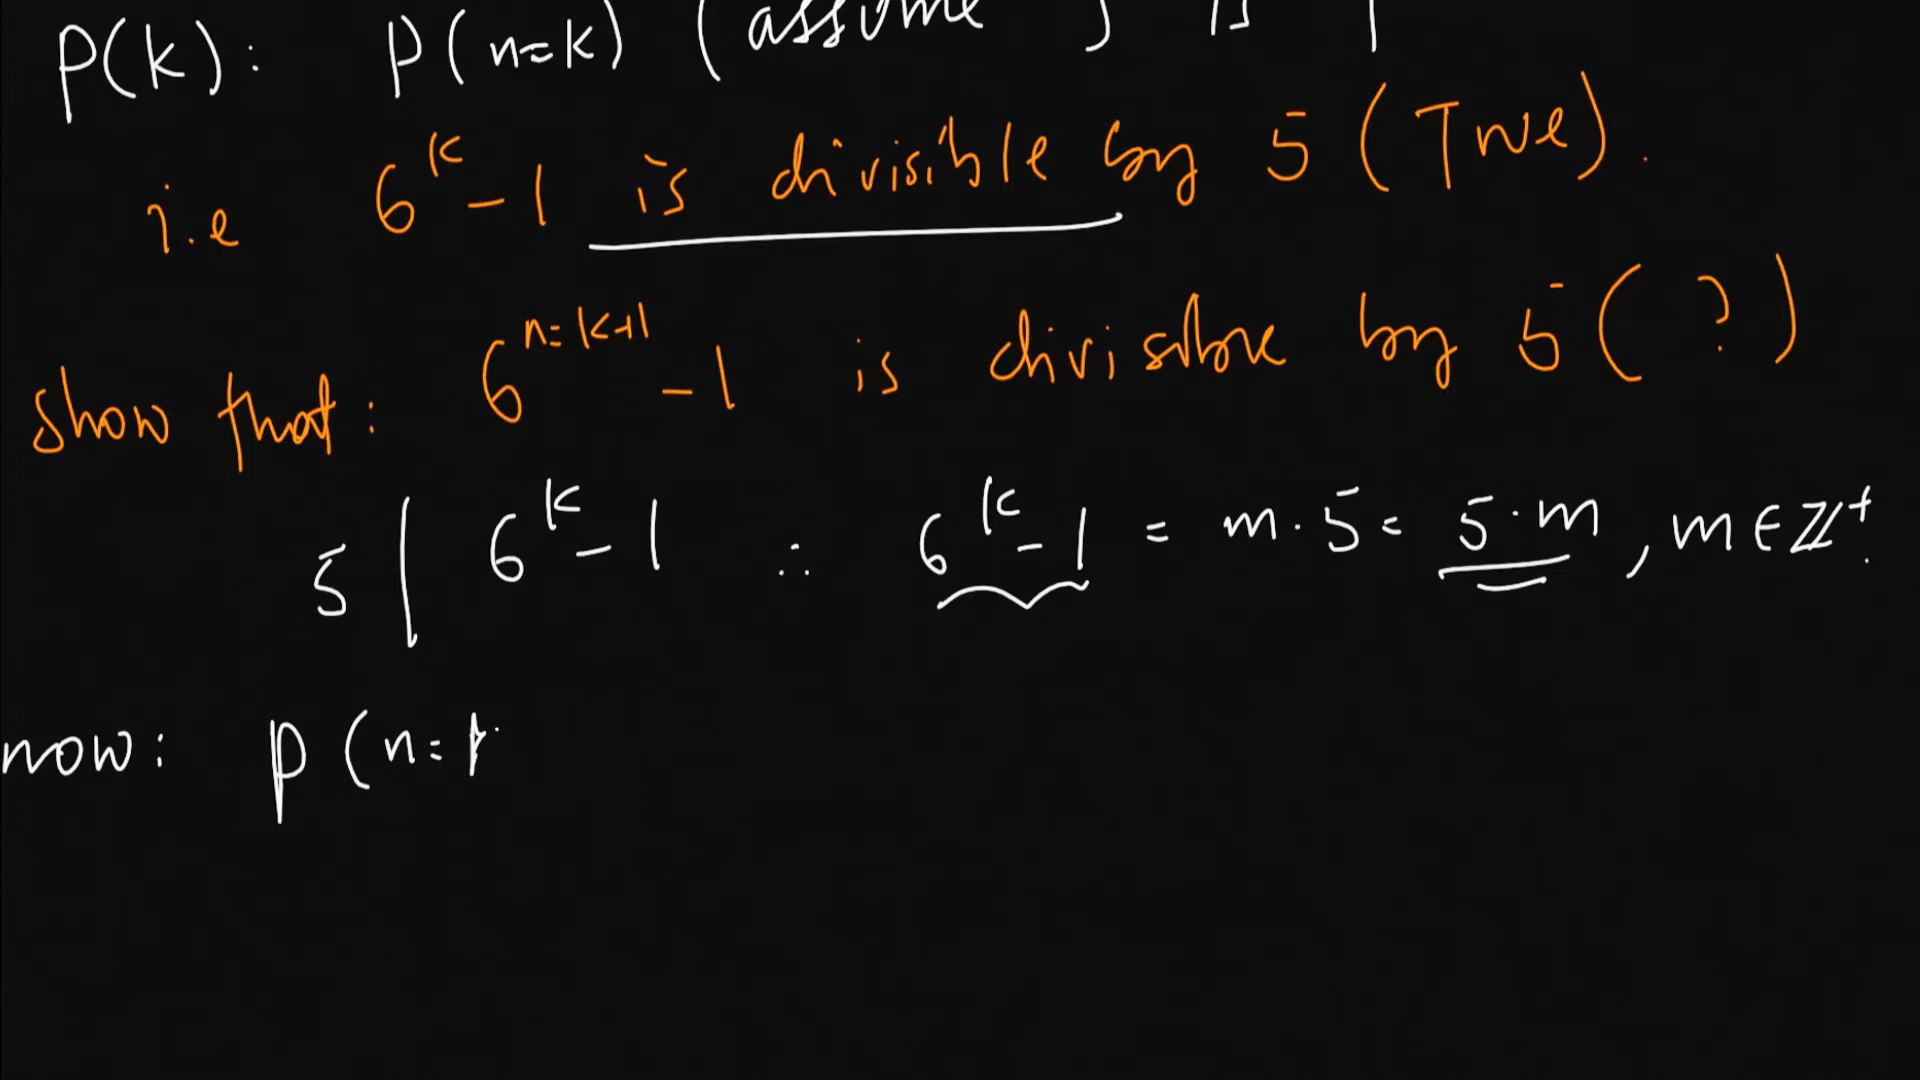 P(k): P(n=k) (assume is
i.e 6^k - 1 is divisible by 5 (True).
show that: 6^{n=k+1} - 1 is divisible by 5 ( ? )
5 | 6^k - 1 ∴ 6^k - 1 = m · 5 = 5 · m , m ∈ ℤ^+.
now: P (n=